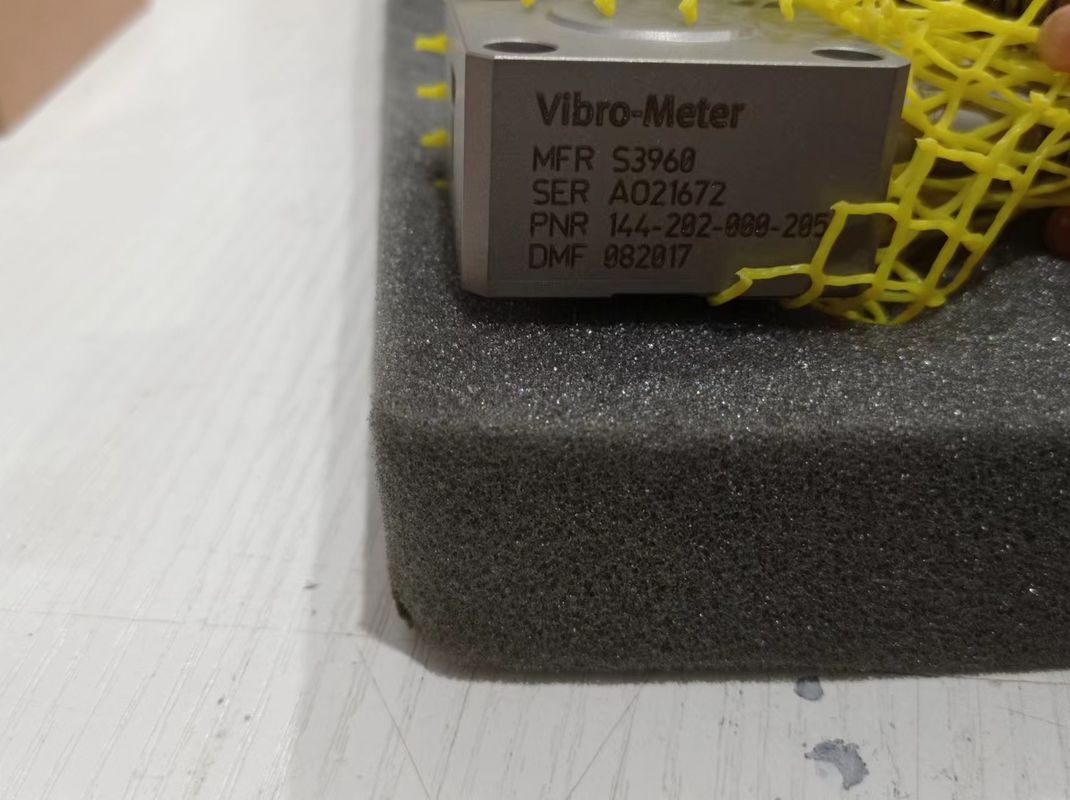 Vibro-Meter
MFR S3960
SER A021672
PNR 144-202-000-205
DMF 082017